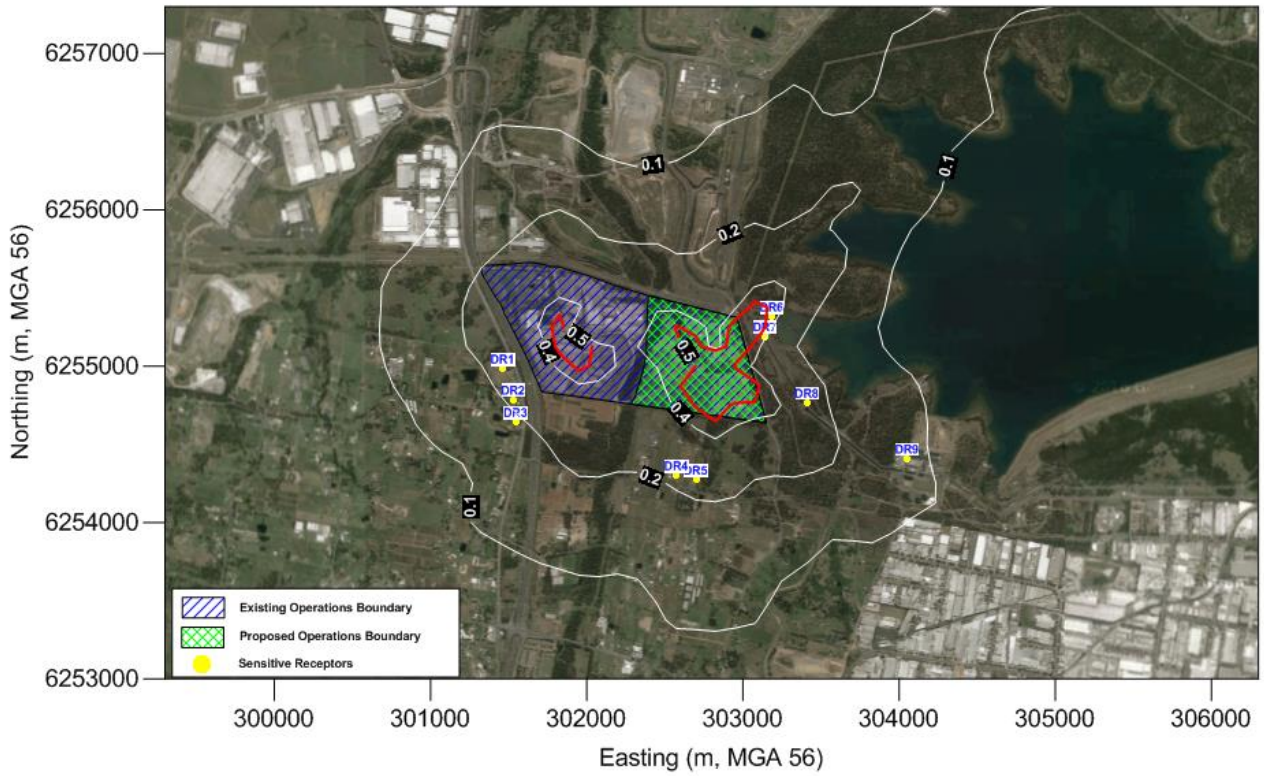 6257000
6256000
6255000
6254000
6253000
Northing (m, MGA 56)
0.1
0.1
0.2
DR6
DR7
0.5
0.4
0.5
0.4
DR1
DR2
DR3
DR8
DR4
DR5
0.2
DR9
0.1
Existing Operations Boundary
Proposed Operations Boundary
Sensitive Receptors
300000
301000
302000
303000
304000
305000
306000
Easting (m, MGA 56)